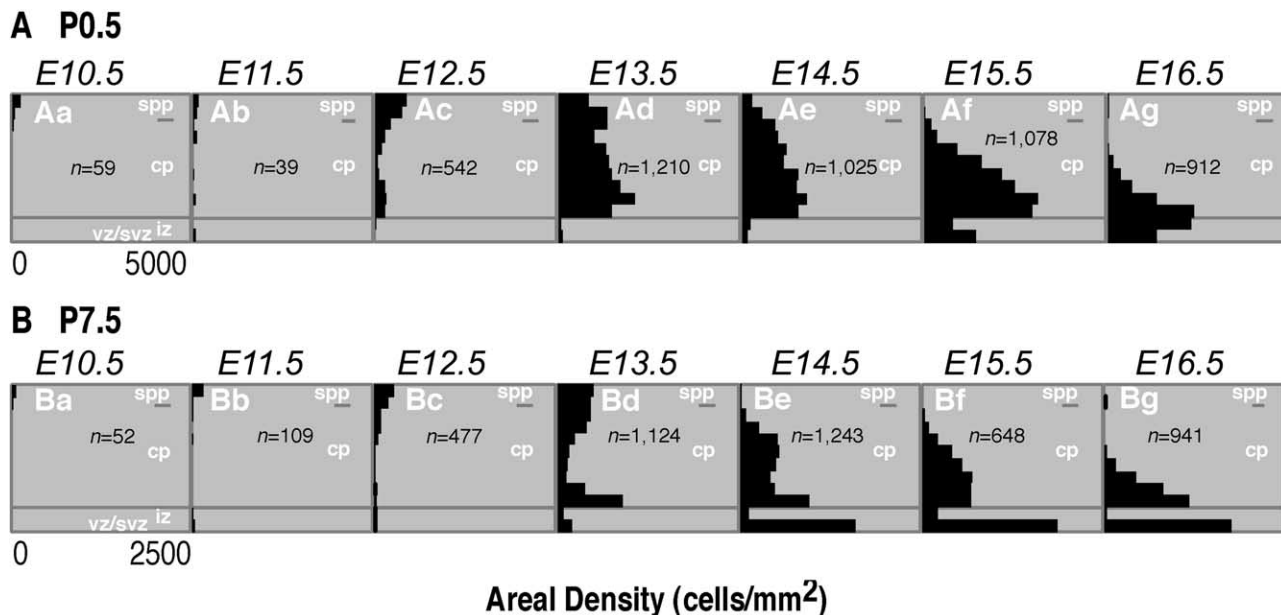 A P0.5
E10.5 E11.5 E12.5 E13.5 E14.5 E15.5 E16.5
Aa spp Ab spp Ac spp Ad spp Ae spp Af spp Ag spp
n=59 cp n=39 cp n=542 cp n=1,210 cp n=1,025 cp n=1,078 cp n=912 cp
vz/svz iz
0 5000
B P7.5
E10.5 E11.5 E12.5 E13.5 E14.5 E15.5 E16.5
Ba spp Bb spp Bc spp Bd spp Be spp Bf spp Bg spp
n=52 cp n=109 cp n=477 cp n=1,124 cp n=1,243 cp n=648 cp n=941 cp
vz/svz iz
0 2500
Areal Density (cells/mm²)